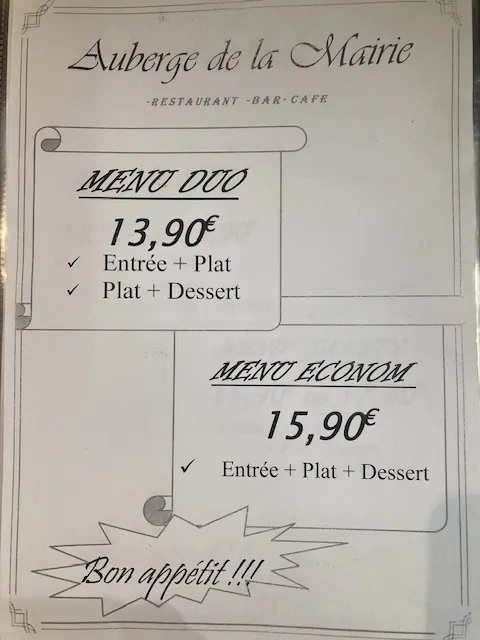 Auberge de la Mairie
-RESTAURANT -BAR- CAFE
MENU DUO
13,90€
✓ Entrée + Plat
✓ Plat + Dessert
MENU ECONOM
15,90€
✓ Entrée + Plat + Dessert
Bon appétit !!!